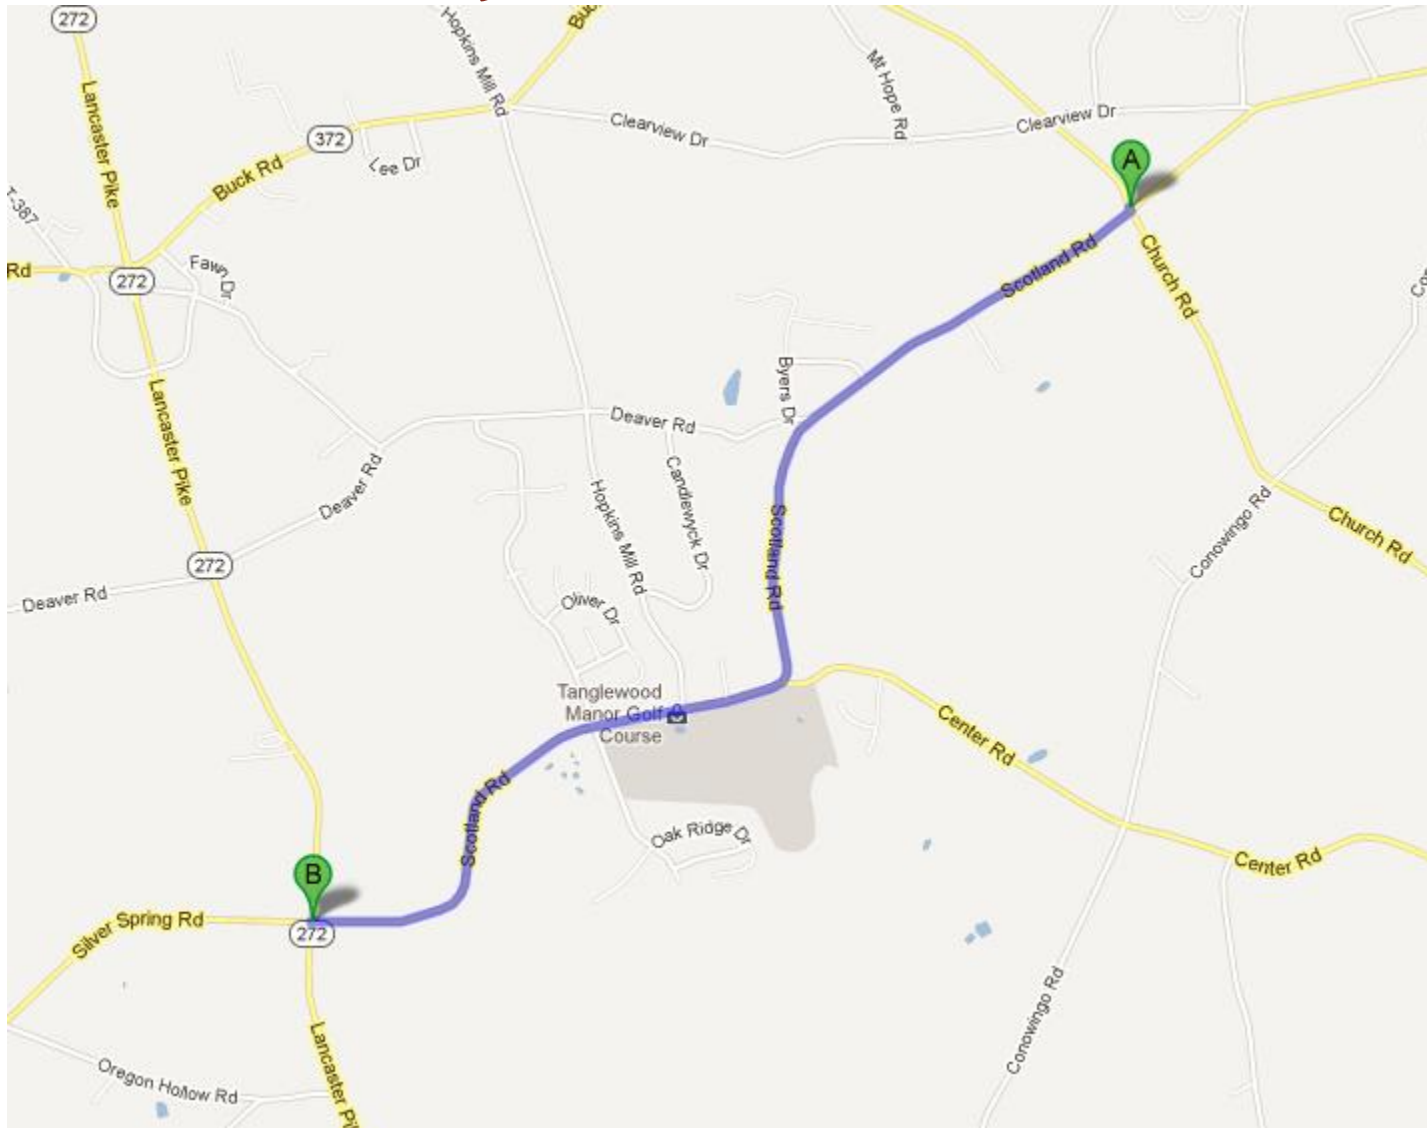 272
Hopkins Mill Rd
Buc
Lancaster Pike
Mt Hope Rd
Clearview Dr
Clearview Dr
372
Lee Dr
Buck Rd
A
T-387
Rd
272
Fawn Dr
Scotland Rd
Church Rd
Co
Byers Dr
Lancaster Pike
Deaver Rd
Candlewyck Dr
Deaver Rd
Hopkins Mill Rd
Scotland Rd
Conowingo Rd
Church Rd
272
Deaver Rd
Oliver Dr
Tanglewood
Manor Golf
Course
Center Rd
Scotland Rd
Oak Ridge Dr
Center Rd
B
Silver Spring Rd
272
Conowingo Rd
Lancaster Pi
Oregon Hollow Rd